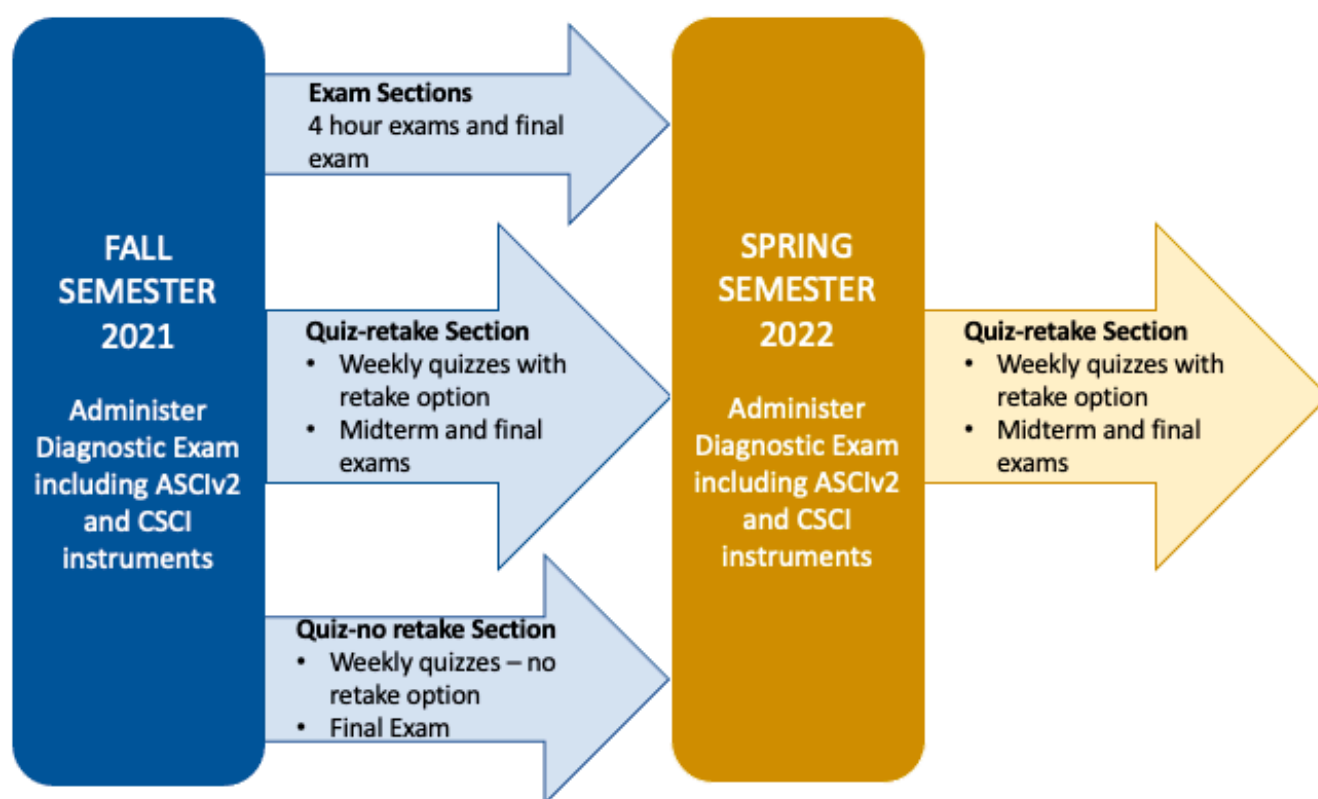 FALL
SEMESTER
2021
Administer
Diagnostic Exam
including ASCIv2
and CSCI
instruments
Exam Sections
4 hour exams and final
exam
Quiz-retake Section
• Weekly quizzes with
retake option
• Midterm and final
exams
Quiz-no retake Section
• Weekly quizzes – no
retake option
• Final Exam
SPRING
SEMESTER
2022
Administer
Diagnostic Exam
including ASCIv2
and CSCI
instruments
Quiz-retake Section
• Weekly quizzes with
retake option
• Midterm and final
exams